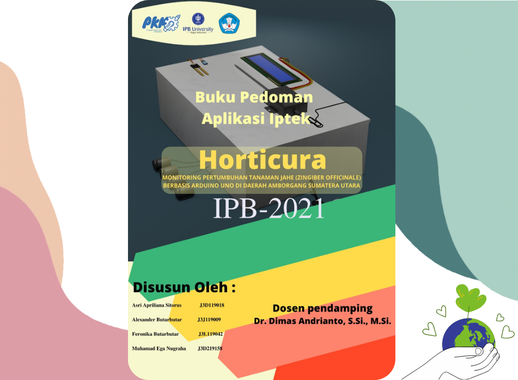 PKM
IPB University
Buku Pedoman
Aplikasi Iptek
Horticura
MONITORING PERTUMBUHAN TANAMAN JAHE (ZINGIBER OFFICINALE)
BERBASIS ARDUINO UNO DI DAERAH AMBORGANG SUMATERA UTARA
IPB-2021
Disusun Oleh :
Asri Apriliana Sitorus J3D119018
Alexander Butarbutar J3J119009
Feronika Butarbutar J3L119042
Muhamad Ega Nugraha J3D219158
Dosen pendamping
Dr. Dimas Andrianto, S.Si., M.Si.